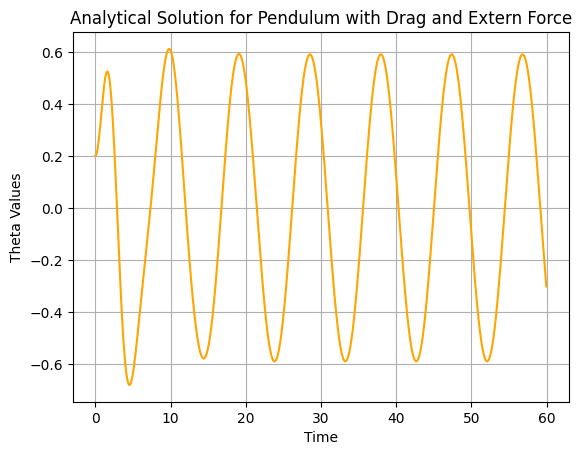 Analytical Solution for Pendulum with Drag and Extern Force
Theta Values
0.6
0.4
0.2
0.0
−0.2
−0.4
−0.6
0 10 20 30 40 50 60
Time